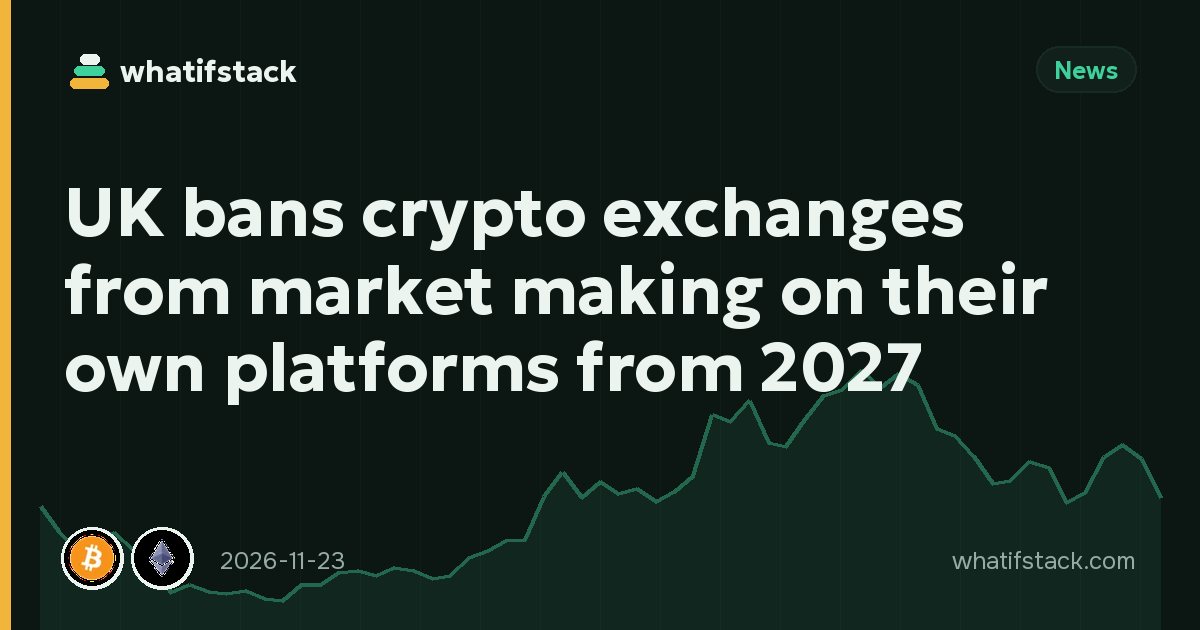 whatifstack
News
UK bans crypto exchanges
from market making on their
own platforms from 2027
2026-11-23
whatifstack.com